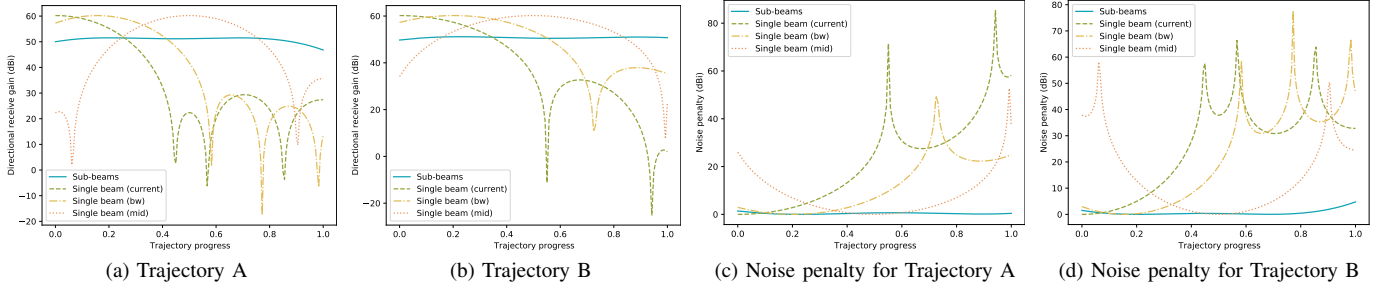 60
50
40
30
20
10
0
−10
−20
Directional receive gain (dBi)
Sub-beams
Single beam (current)
Single beam (bw)
Single beam (mid)
0.0 0.2 0.4 0.6 0.8 1.0
Trajectory progress
(a) Trajectory A
60
40
20
0
−20
Directional receive gain (dBi)
Sub-beams
Single beam (current)
Single beam (bw)
Single beam (mid)
0.0 0.2 0.4 0.6 0.8 1.0
Trajectory progress
(b) Trajectory B
80
60
40
20
0
Noise penalty (dBi)
Sub-beams
Single beam (current)
Single beam (bw)
Single beam (mid)
0.0 0.2 0.4 0.6 0.8 1.0
Trajectory progress
(c) Noise penalty for Trajectory A
80
60
40
20
0
Noise penalty (dBi)
Sub-beams
Single beam (current)
Single beam (bw)
Single beam (mid)
0.0 0.2 0.4 0.6 0.8 1.0
Trajectory progress
(d) Noise penalty for Trajectory B